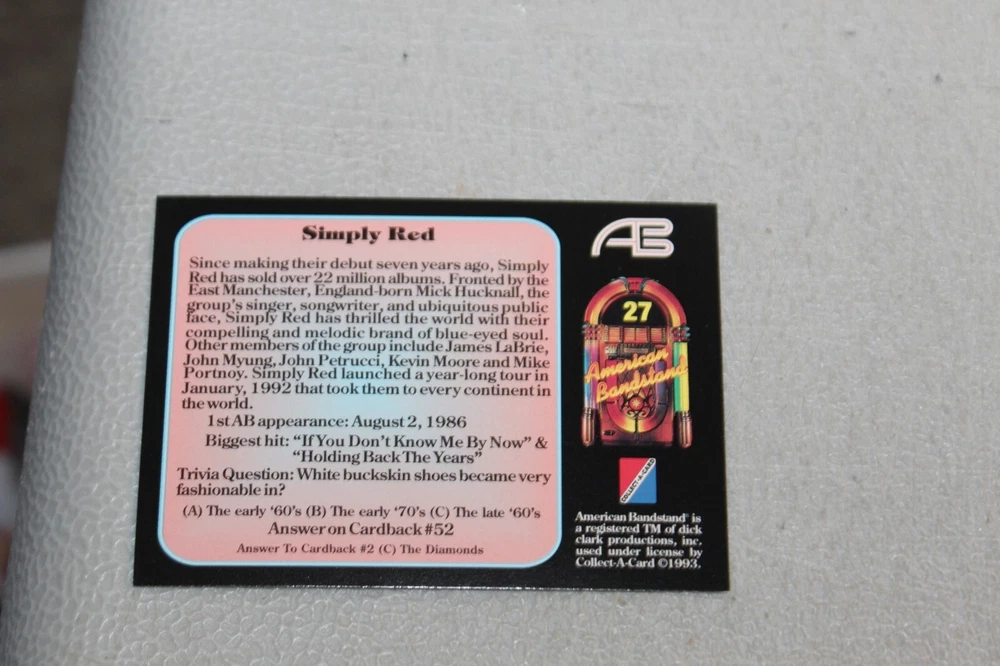 Simply Red
Since making their debut seven years ago, Simply
Red has sold over 22 million albums. Fronted by the
East Manchester, England-born Mick Hucknall, the
group's singer, songwriter, and ubiquitous public
face, Simply Red has thrilled the world with their
compelling and melodic brand of blue-eyed soul.
Other members of the group include James LaBrie,
John Myung, John Petrucci, Kevin Moore and Mike
Portnoy. Simply Red launched a year-long tour in
January, 1992 that took them to every continent in
the world.
1st AB appearance: August 2, 1986
Biggest hit: "If You Don't Know Me By Now" &
"Holding Back The Years"
Trivia Question: White buckskin shoes became very
fashionable in?
(A) The early '60's (B) The early '70's (C) The late '60's
Answer on Cardback #52
Answer To Cardback #2 (C) The Diamonds
AB
27
American
Bandstand
COLLECT-A-CARD
American Bandstand® is
a registered TM of dick
clark productions, inc.
used under license by
Collect-A-Card ©1993.